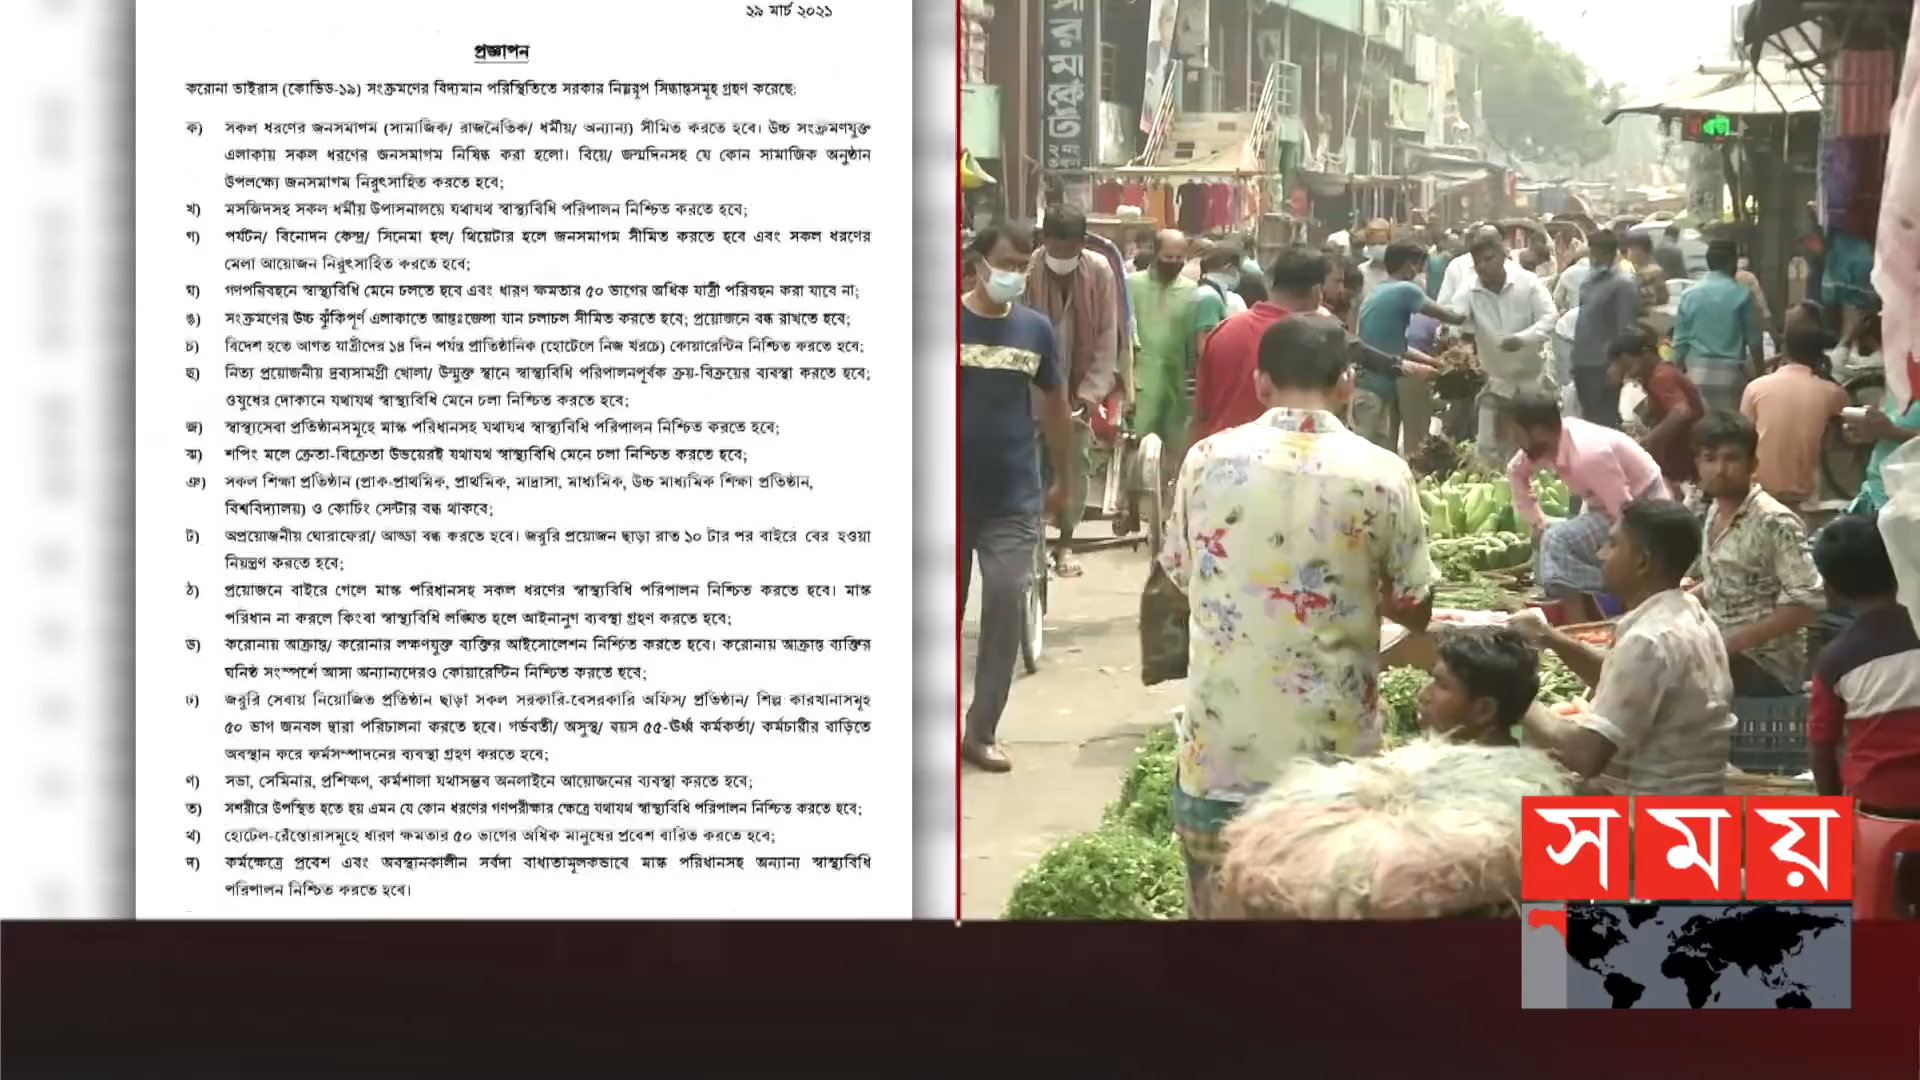 ২৯ মার্চ ২০২১
প্রজ্ঞাপন
করোনা ভাইরাস (কোভিড-১৯) সংক্রমণের বিদ্যমান পরিস্থিতিতে সরকার নিম্নরূপ সিদ্ধান্তসমূহ গ্রহণ করেছে:
ক) সকল ধরণের জনসমাগম (সামাজিক/ রাজনৈতিক/ ধর্মীয়/ অন্যান্য) সীমিত করতে হবে। উচ্চ সংক্রমণযুক্ত
এলাকায় সকল ধরণের জনসমাগম নিষিদ্ধ করা হলো। বিয়ে/ জন্মদিনসহ যে কোন সামাজিক অনুষ্ঠান
উপলক্ষ্যে জনসমাগম নিরুৎসাহিত করতে হবে;
খ) মসজিদসহ সকল ধর্মীয় উপাসনালয়ে যথাযথ স্বাস্থ্যবিধি পরিপালন নিশ্চিত করতে হবে;
গ) পর্যটন/ বিনোদন কেন্দ্র/ সিনেমা হল/ থিয়েটার হলে জনসমাগম সীমিত করতে হবে এবং সকল ধরণের
মেলা আয়োজন নিরুৎসাহিত করতে হবে;
ঘ) গণপরিবহনে স্বাস্থ্যবিধি মেনে চলতে হবে এবং ধারণ ক্ষমতার ৫০ ভাগের অধিক যাত্রী পরিবহন করা যাবে না;
ঙ) সংক্রমণের উচ্চ ঝুঁকিপূর্ণ এলাকাতে আন্তঃজেলা যান চলাচল সীমিত করতে হবে; প্রয়োজনে বন্ধ রাখতে হবে;
চ) বিদেশ হতে আগত যাত্রীদের ১৪ দিন পর্যন্ত প্রাতিষ্ঠানিক (হোটেলে নিজ খরচে) কোয়ারেন্টিন নিশ্চিত করতে হবে;
ছ) নিত্য প্রয়োজনীয় দ্রব্যসামগ্রী খোলা/ উন্মুক্ত স্থানে স্বাস্থ্যবিধি পরিপালনপূর্বক ক্রয়-বিক্রয়ের ব্যবস্থা করতে হবে;
ওষুধের দোকানে যথাযথ স্বাস্থ্যবিধি মেনে চলা নিশ্চিত করতে হবে;
জ) স্বাস্থ্যসেবা প্রতিষ্ঠানসমূহে মাস্ক পরিধানসহ যথাযথ স্বাস্থ্যবিধি পরিপালন নিশ্চিত করতে হবে;
ঝ) শপিং মলে ক্রেতা-বিক্রেতা উভয়েরই যথাযথ স্বাস্থ্যবিধি মেনে চলা নিশ্চিত করতে হবে;
ঞ) সকল শিক্ষা প্রতিষ্ঠান (প্রাক-প্রাথমিক, প্রাথমিক, মাদ্রাসা, মাধ্যমিক, উচ্চ মাধ্যমিক শিক্ষা প্রতিষ্ঠান,
বিশ্ববিদ্যালয়) ও কোচিং সেন্টার বন্ধ থাকবে;
ট) অপ্রয়োজনীয় ঘোরাফেরা/ আড্ডা বন্ধ করতে হবে। জরুরি প্রয়োজন ছাড়া রাত ১০ টার পর বাইরে বের হওয়া
নিয়ন্ত্রণ করতে হবে;
ঠ) প্রয়োজনে বাইরে গেলে মাস্ক পরিধানসহ সকল ধরণের স্বাস্থ্যবিধি পরিপালন নিশ্চিত করতে হবে। মাস্ক
পরিধান না করলে কিংবা স্বাস্থ্যবিধি লঙ্ঘিত হলে আইনানুগ ব্যবস্থা গ্রহণ করতে হবে;
ড) করোনায় আক্রান্ত/ করোনার লক্ষণযুক্ত ব্যক্তির আইসোলেশন নিশ্চিত করতে হবে। করোনায় আক্রান্ত ব্যক্তির
ঘনিষ্ঠ সংস্পর্শে আসা অন্যান্যদেরও কোয়ারেন্টিন নিশ্চিত করতে হবে;
ঢ) জরুরি সেবায় নিয়োজিত প্রতিষ্ঠান ছাড়া সকল সরকারি-বেসরকারি অফিস/ প্রতিষ্ঠান/ শিল্প কারখানাসমূহ
৫০ ভাগ জনবল দ্বারা পরিচালনা করতে হবে। গর্ভবতী/ অসুস্থ/ বয়স ৫৫-ঊর্ধ্ব কর্মকর্তা/ কর্মচারীর বাড়িতে
অবস্থান করে কর্মসম্পাদনের ব্যবস্থা গ্রহণ করতে হবে;
ণ) সভা, সেমিনার, প্রশিক্ষণ, কর্মশালা যথাসম্ভব অনলাইনে আয়োজনের ব্যবস্থা করতে হবে;
ত) সশরীরে উপস্থিত হতে হয় এমন যে কোন ধরণের গণপরীক্ষার ক্ষেত্রে যথাযথ স্বাস্থ্যবিধি পরিপালন নিশ্চিত করতে হবে;
থ) হোটেল-রেঁস্তোরাসমূহে ধারণ ক্ষমতার ৫০ ভাগের অধিক মানুষের প্রবেশ বারিত করতে হবে;
দ) কর্মক্ষেত্রে প্রবেশ এবং অবস্থানকালীন সর্বদা বাধ্যতামূলকভাবে মাস্ক পরিধানসহ অন্যান্য স্বাস্থ্যবিধি
পরিপালন নিশ্চিত করতে হবে।
সময়